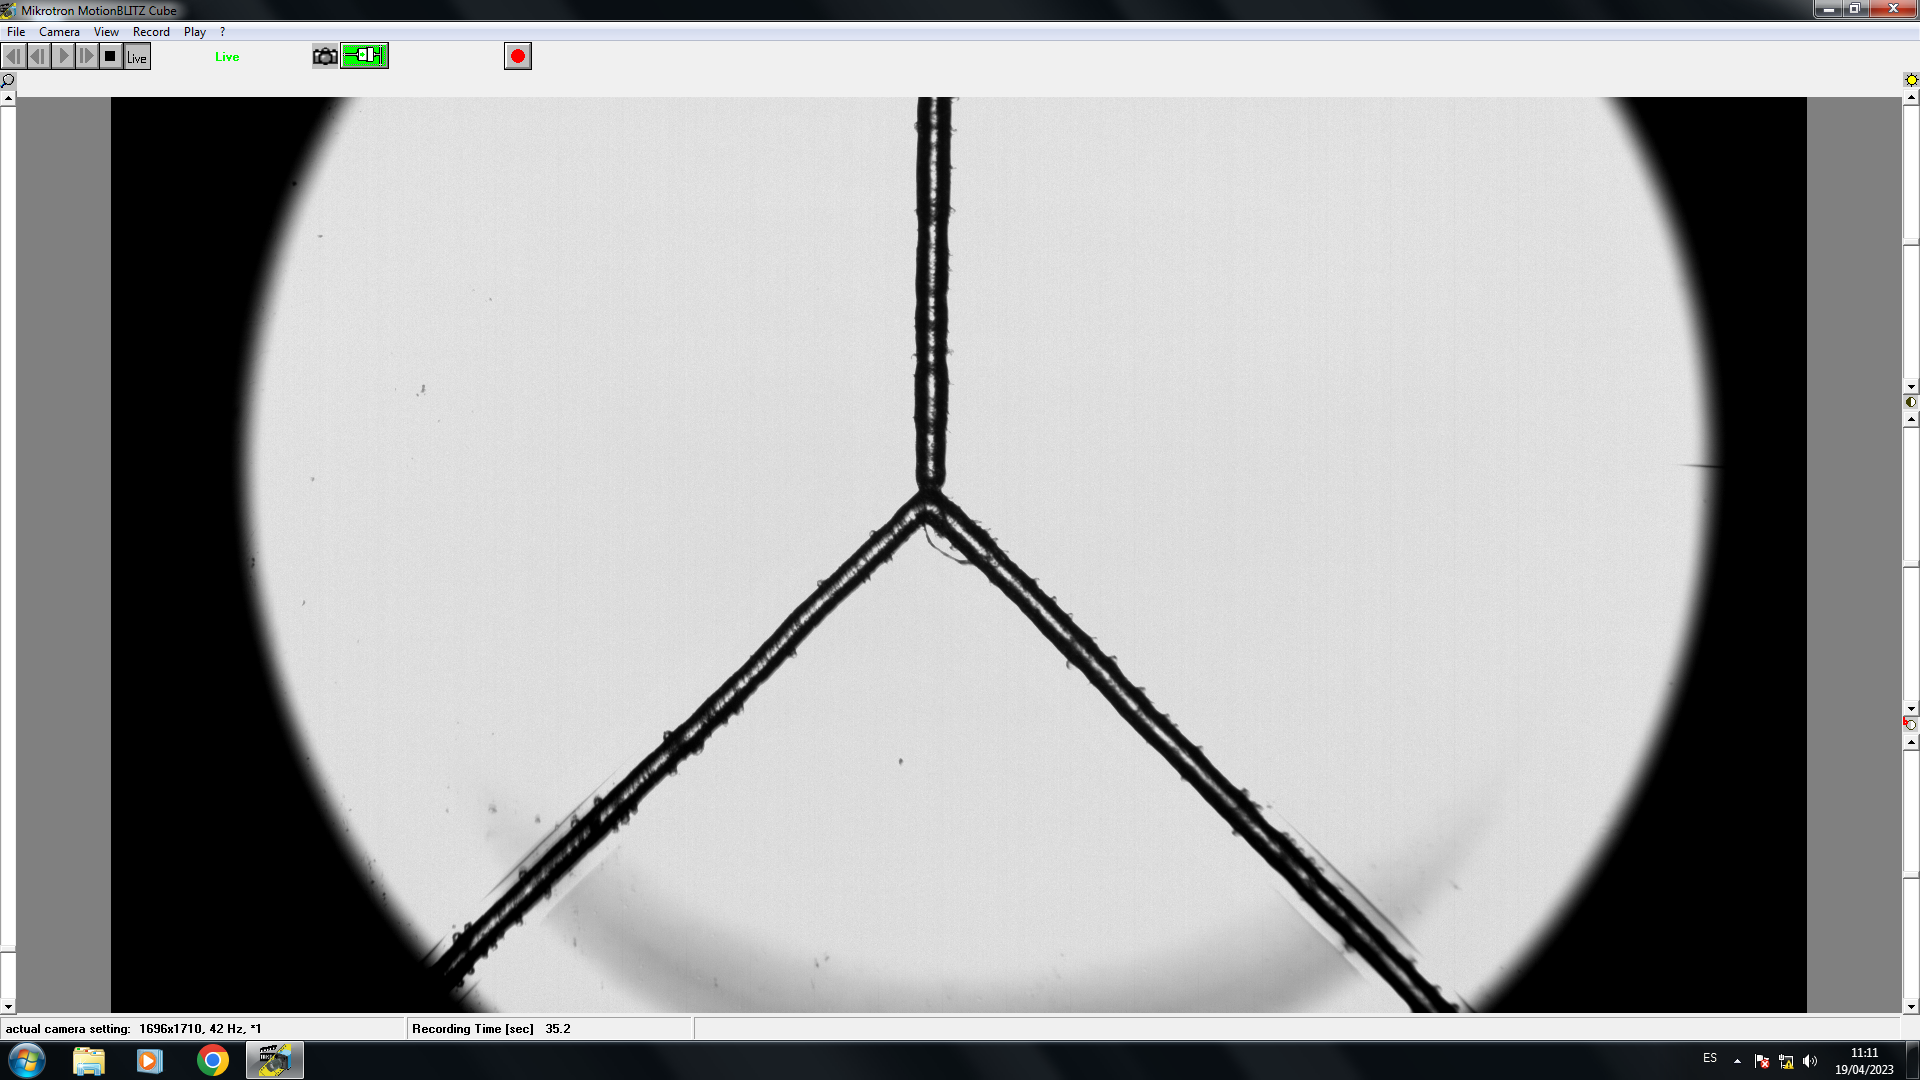 Mikrotron MotionBLITZ Cube
File Camera View Record Play ?
Live Live
actual camera setting: 1696x1710, 42 Hz, *1 Recording Time [sec] 35.2
ES 11:11
19/04/2023